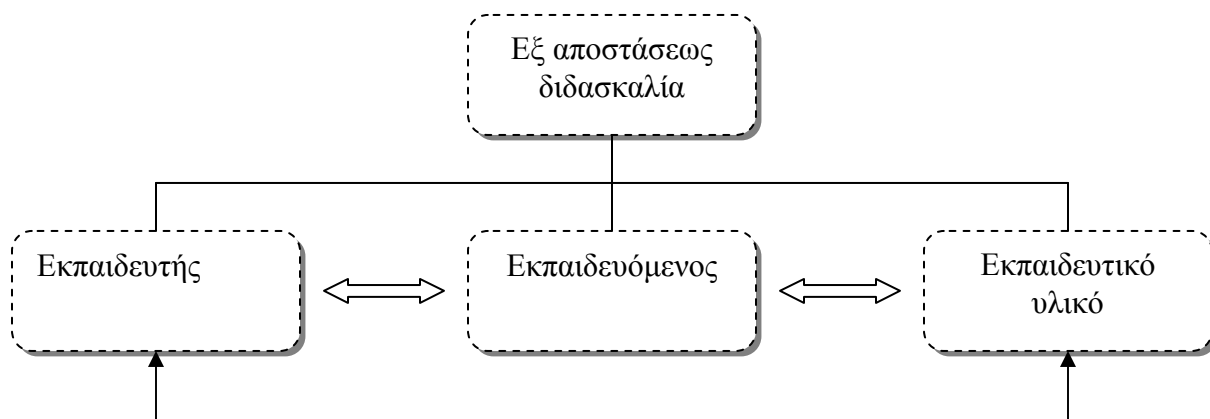 Εξ αποστάσεως
διδασκαλία
Εκπαιδευτής
Εκπαιδευόμενος
Εκπαιδευτικό
υλικό